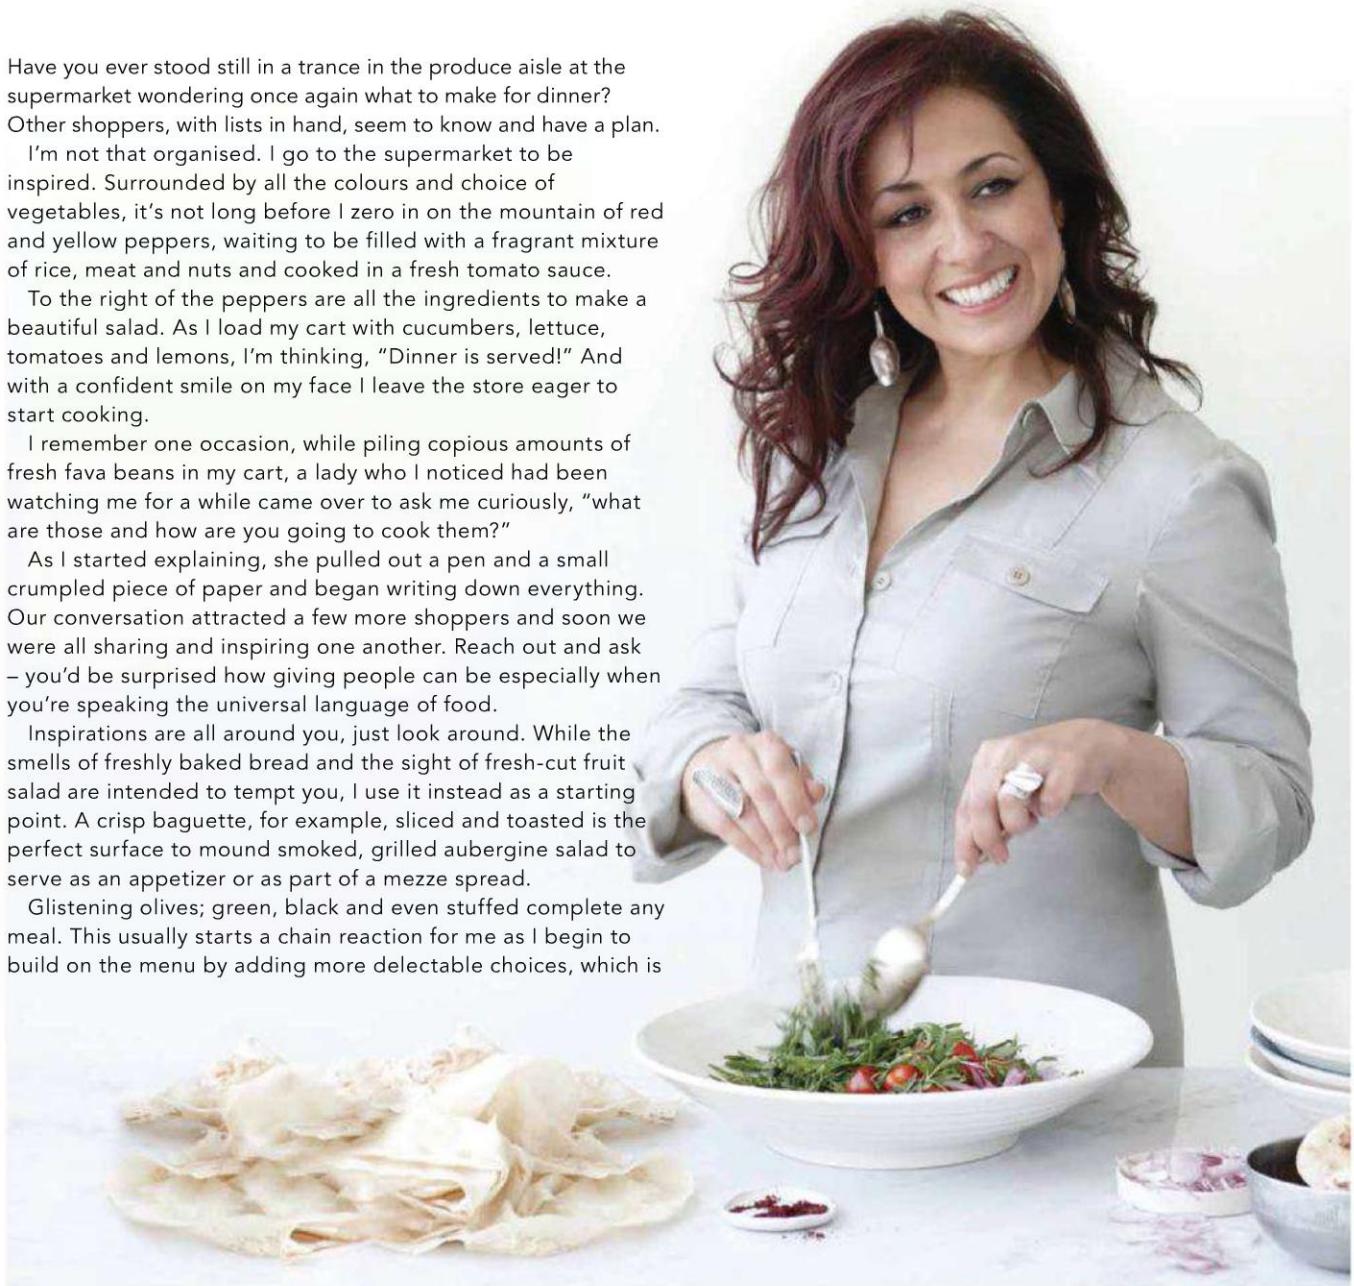 Have you ever stood still in a trance in the produce aisle at the
supermarket wondering once again what to make for dinner?
Other shoppers, with lists in hand, seem to know and have a plan.
I'm not that organised. I go to the supermarket to be
inspired. Surrounded by all the colours and choice of
vegetables, it's not long before I zero in on the mountain of red
and yellow peppers, waiting to be filled with a fragrant mixture
of rice, meat and nuts and cooked in a fresh tomato sauce.
To the right of the peppers are all the ingredients to make a
beautiful salad. As I load my cart with cucumbers, lettuce,
tomatoes and lemons, I'm thinking, “Dinner is served!” And
with a confident smile on my face I leave the store eager to
start cooking.
I remember one occasion, while piling copious amounts of
fresh fava beans in my cart, a lady who I noticed had been
watching me for a while came over to ask me curiously, “what
are those and how are you going to cook them?”
As I started explaining, she pulled out a pen and a small
crumpled piece of paper and began writing down everything.
Our conversation attracted a few more shoppers and soon we
were all sharing and inspiring one another. Reach out and ask
– you'd be surprised how giving people can be especially when
you're speaking the universal language of food.
Inspirations are all around you, just look around. While the
smells of freshly baked bread and the sight of fresh-cut fruit
salad are intended to tempt you, I use it instead as a starting
point. A crisp baguette, for example, sliced and toasted is the
perfect surface to mound smoked, grilled aubergine salad to
serve as an appetizer or as part of a mezze spread.
Glistening olives; green, black and even stuffed complete any
meal. This usually starts a chain reaction for me as I begin to
build on the menu by adding more delectable choices, which is